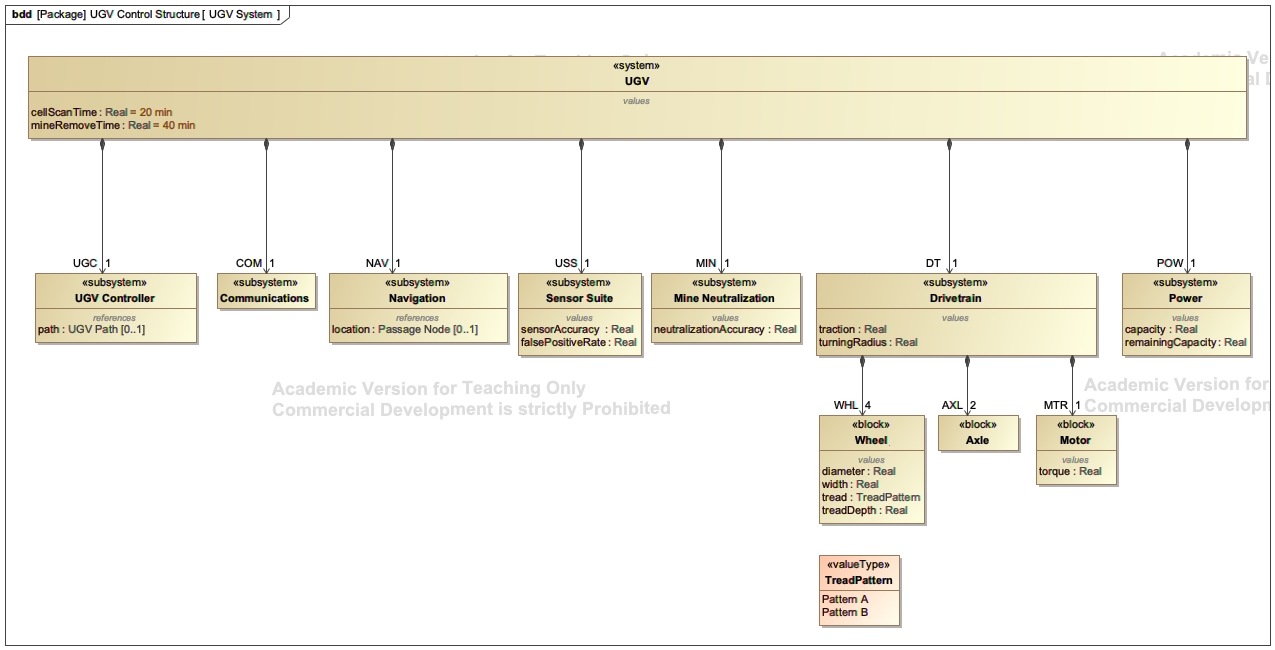 bdd [Package] UGV Control Structure [ UGV System ]
«system»
UGV
values
cellScanTime : Real = 20 min
mineRemoveTime : Real = 40 min
UGC 1
COM 1
NAV 1
USS 1
MIN 1
DT 1
POW 1
«subsystem»
UGV Controller
references
path : UGV Path [0..1]
«subsystem»
Communications
«subsystem»
Navigation
references
location : Passage Node [0..1]
«subsystem»
Sensor Suite
values
sensorAccuracy : Real
falsePositiveRate : Real
«subsystem»
Mine Neutralization
values
neutralizationAccuracy : Real
«subsystem»
Drivetrain
values
traction : Real
turningRadius : Real
«subsystem»
Power
values
capacity : Real
remainingCapacity : Real
Academic Version for Teaching Only
Commercial Development is strictly Prohibited
Academic Version for
Commercial Developm
WHL 4
AXL 2
MTR 1
«block»
Wheel
values
diameter : Real
width : Real
tread : TreadPattern
treadDepth : Real
«block»
Axle
«block»
Motor
values
torque : Real
«valueType»
TreadPattern
Pattern A
Pattern B